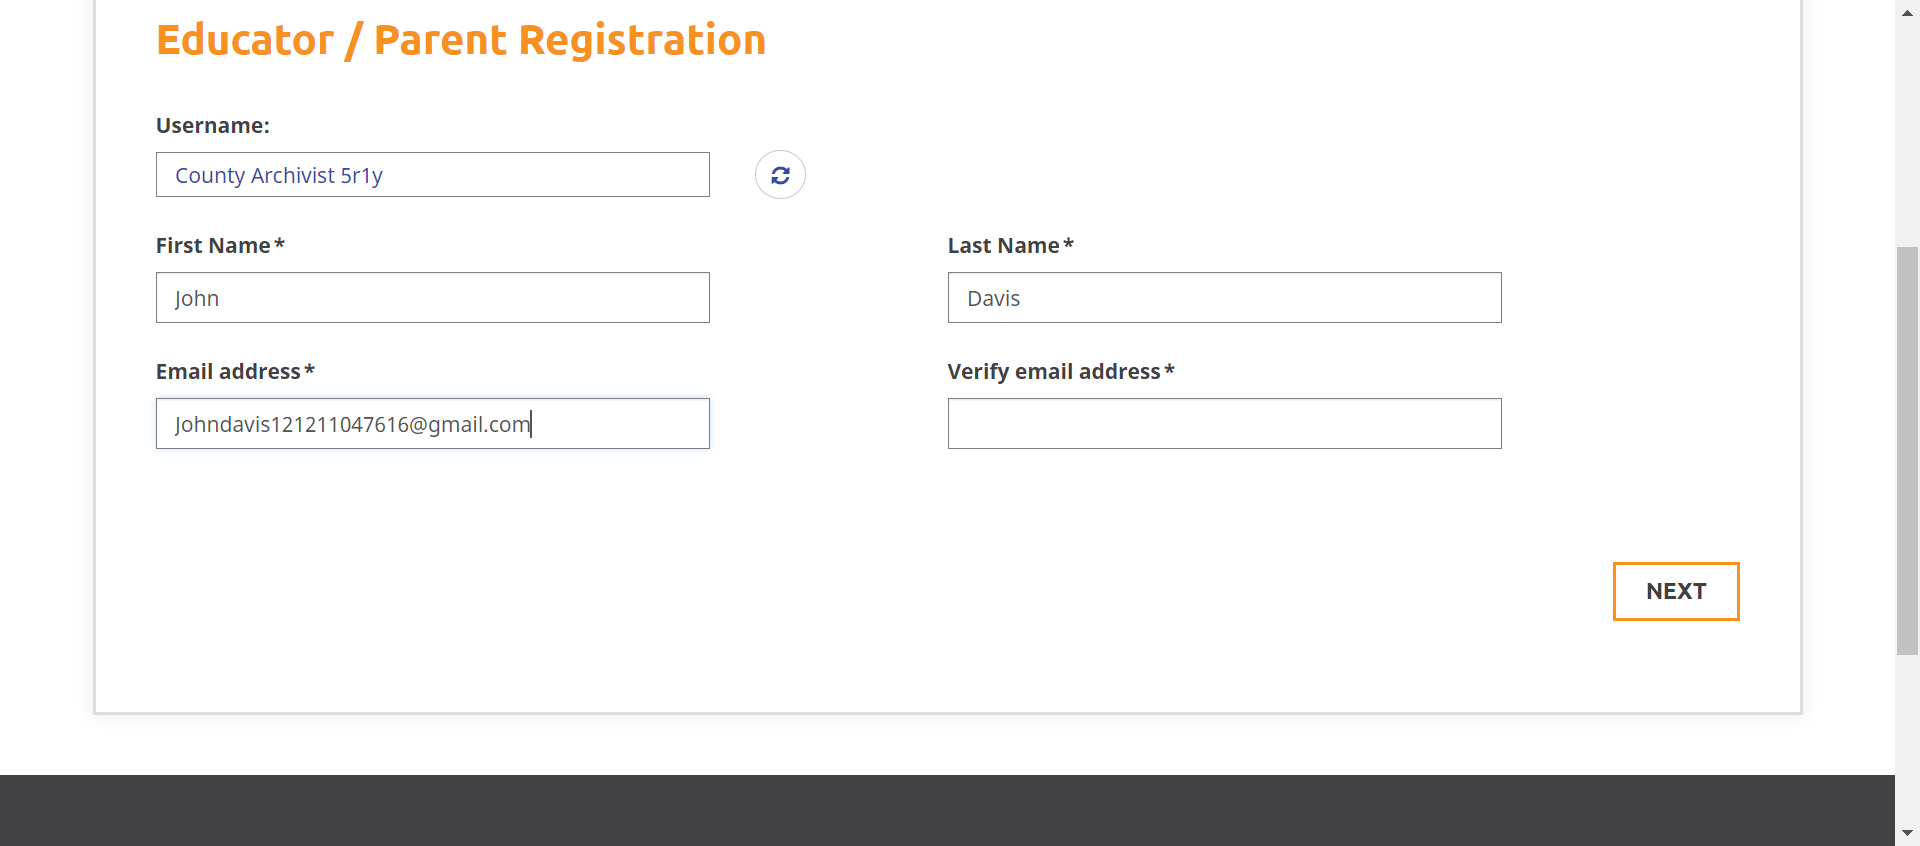 Educator / Parent Registration
Username:
County Archivist 5r1y
First Name*
Last Name*
John
Davis
Email address*
Verify email address*
Johndavis121211047616@gmail.com
NEXT